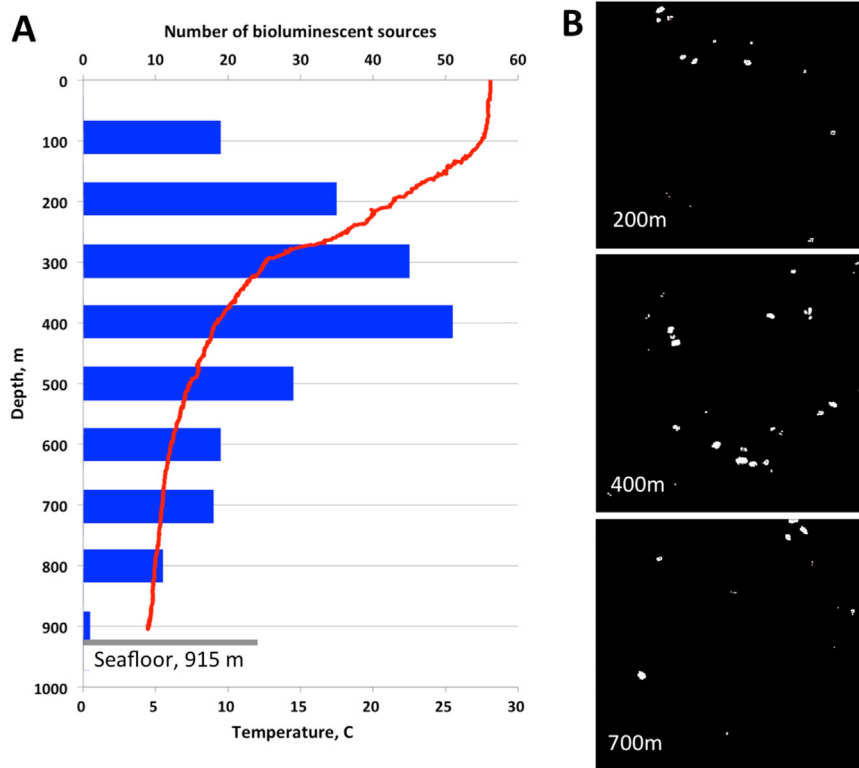 A
Number of bioluminescent sources
0 10 20 30 40 50 60
0
100
200
300
400
500
600
700
800
900
1000
Depth, m
Seafloor, 915 m
0 5 10 15 20 25 30
Temperature, C
B
200m
400m
700m